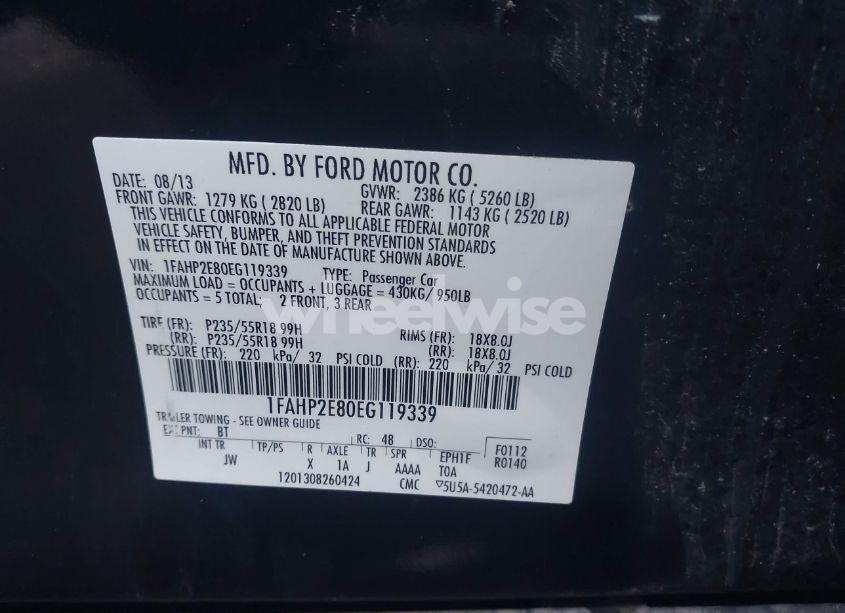 MFD. BY FORD MOTOR CO.
DATE: 08/13 GVWR: 2386 KG ( 5260 LB)
FRONT GAWR: 1279 KG ( 2820 LB) REAR GAWR: 1143 KG ( 2520 LB)
THIS VEHICLE CONFORMS TO ALL APPLICABLE FEDERAL MOTOR
VEHICLE SAFETY, BUMPER, AND THEFT PREVENTION STANDARDS
IN EFFECT ON THE DATE OF MANUFACTURE SHOWN ABOVE.
VIN: 1FAHP2E80EG119339 TYPE: Passenger Car
MAXIMUM LOAD = OCCUPANTS + LUGGAGE = 430KG/ 950LB
OCCUPANTS = 5 TOTAL; 2 FRONT, 3 REAR
wheelwise
TIRE (FR): P235/55R18 99H RIMS (FR): 18X8.0J
(RR): P235/55R18 99H (RR): 18X8.0J
PRESSURE (FR): 220 kPa/ 32 PSI COLD (RR): 220 kPa/ 32 PSI COLD
1FAHP2E80EG119339
TRAILER TOWING - SEE OWNER GUIDE
EXT PNT: BT RC: 48 DSO: F0112
INT TR TP/PS R AXLE TR SPR EPH1F R0140
JW X 1A J AAAA T0A
1201308260424 CMC ▽5U5A-5420472-AA